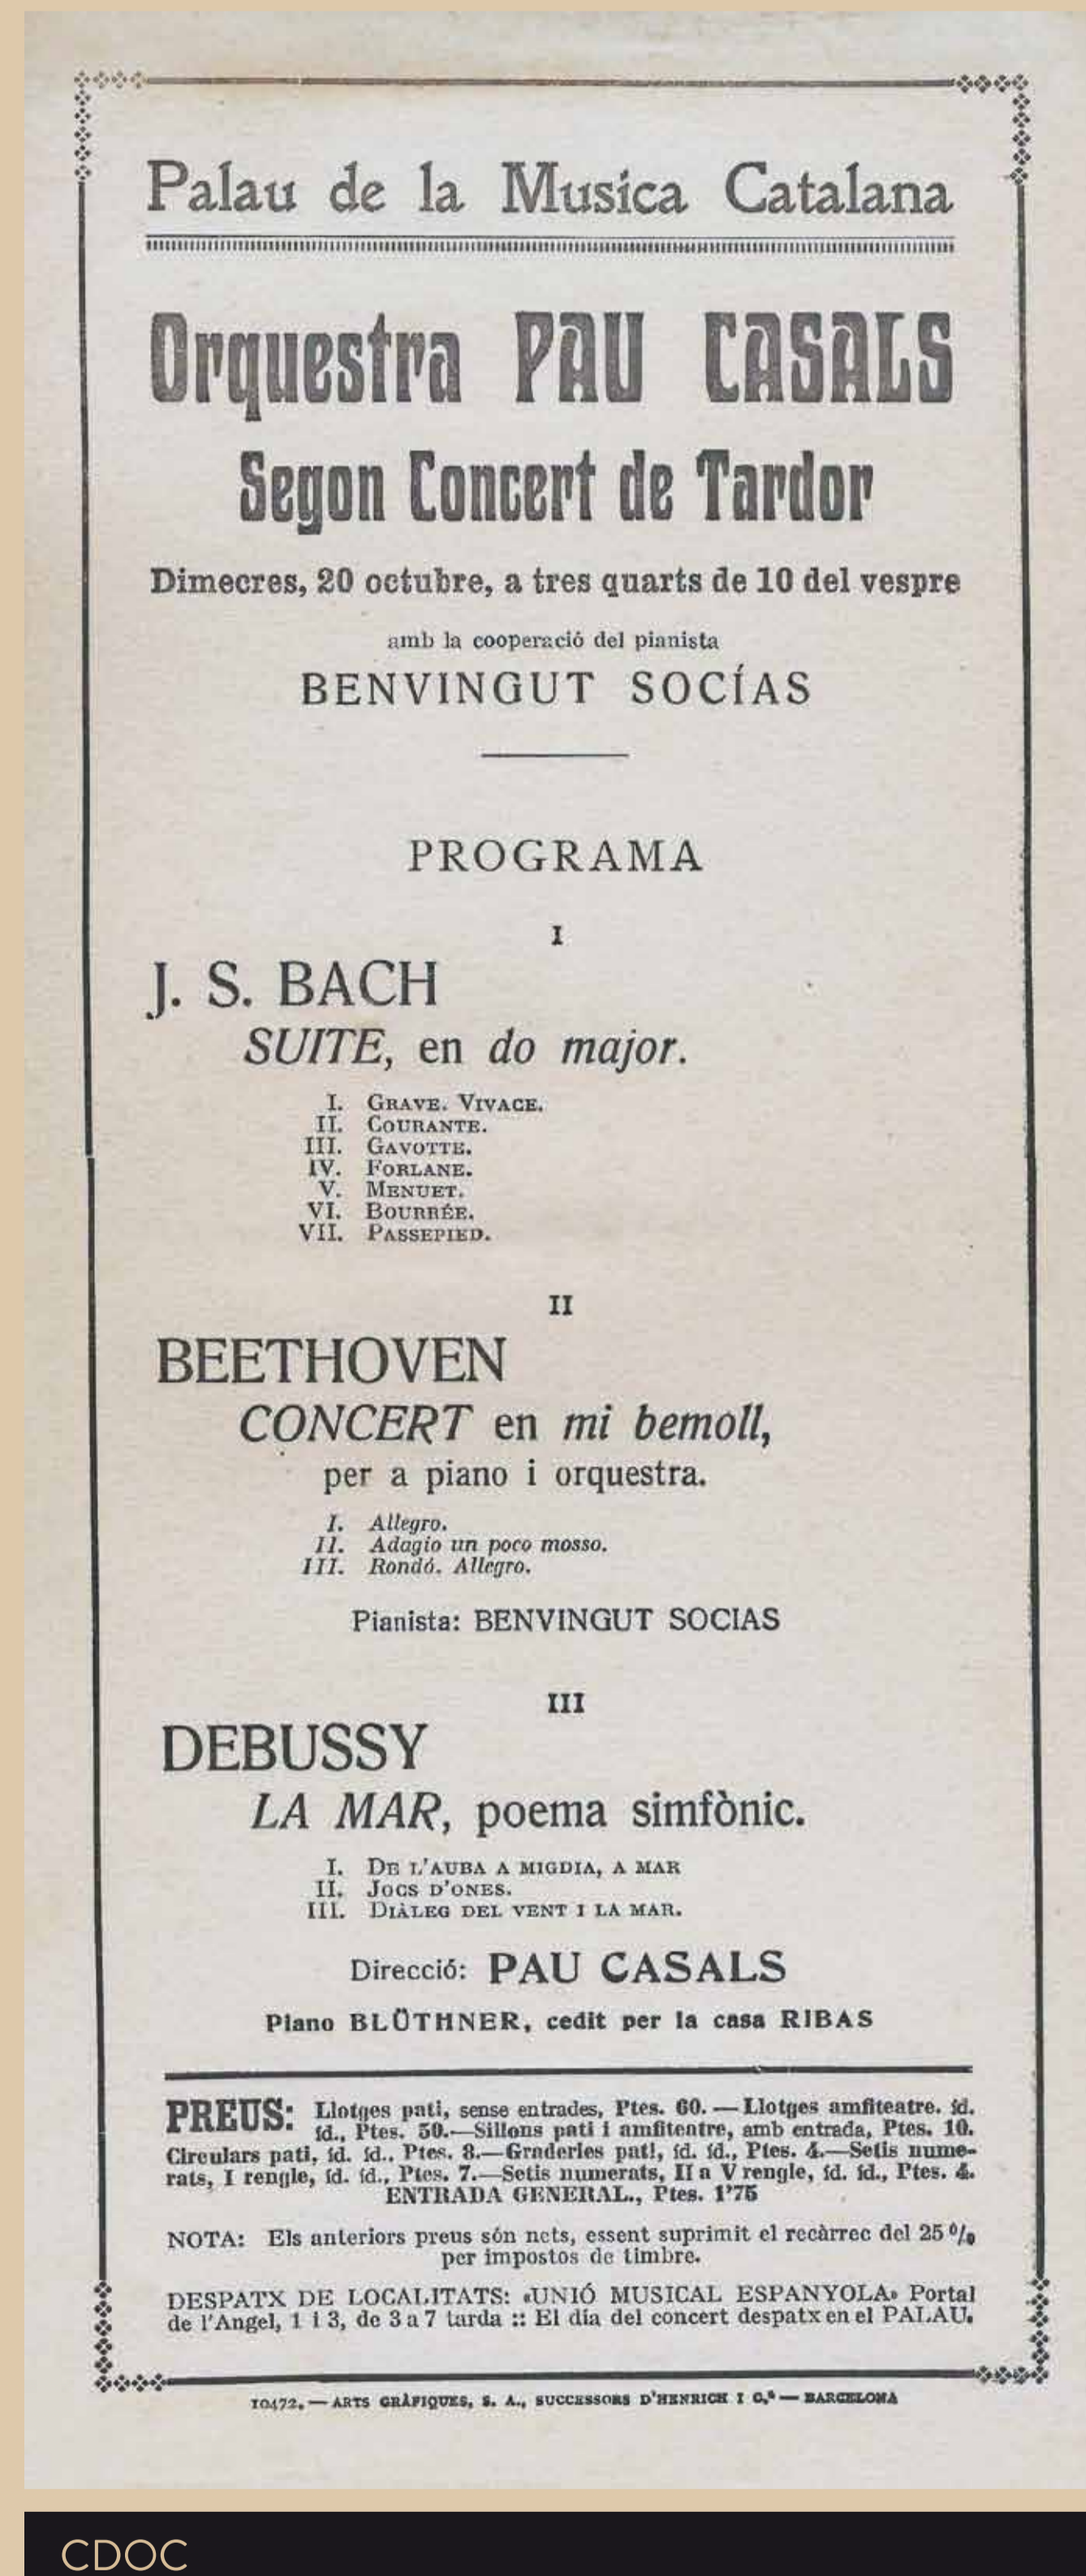 Palau de la Musica Catalana
Orquestra PAU CASALS
Segon Concert de Tardor
Dimecres, 20 octubre, a tres quarts de 10 del vespre
amb la cooperació del pianista
BENVINGUT SOCÍAS
PROGRAMA
I
J. S. BACH
SUITE, en do major.
I. GRAVE. VIVACE.
II. COURANTE.
III. GAVOTTE.
IV. FORLANE.
V. MENUET.
VI. BOURRÉE.
VII. PASSEPIED.
II
BEETHOVEN
CONCERT en mi bemoll,
per a piano i orquestra.
I. Allegro.
II. Adagio un poco mosso.
III. Rondó. Allegro.
Pianista: BENVINGUT SOCIAS
III
DEBUSSY
LA MAR, poema simfònic.
I. DE L'AUBA A MIGDIA, A MAR
II. JOCS D'ONES.
III. DIÀLEG DEL VENT I LA MAR.
Direcció: PAU CASALS
Piano BLÜTHNER, cedit per la casa RIBAS
PREUS: Llotges pati, sense entrades, Ptes. 60. — Llotges amfiteatre. íd.
íd., Ptes. 50.—Sillons pati i amfiteatre, amb entrada, Ptes. 10.
Circulars pati, íd. íd., Ptes. 8.—Graderies pati, íd. íd., Ptes. 4.—Setis nume-
rats, I rengle, íd. íd., Ptes. 7.—Setis numerats, II a V rengle, íd. íd., Ptes. 4.
ENTRADA GENERAL., Ptes. 1'75
NOTA: Els anteriors preus són nets, essent suprimit el recàrrec del 25 %
per impostos de timbre.
DESPATX DE LOCALITATS: «UNIÓ MUSICAL ESPANYOLA» Portal
de l'Angel, 1 i 3, de 3 a 7 tarda :: El día del concert despatx en el PALAU.
10472. — ARTS GRÀFIQUES, S. A., SUCCESSORS D'HENRICH I C.ª — BARCELONA
CDOC